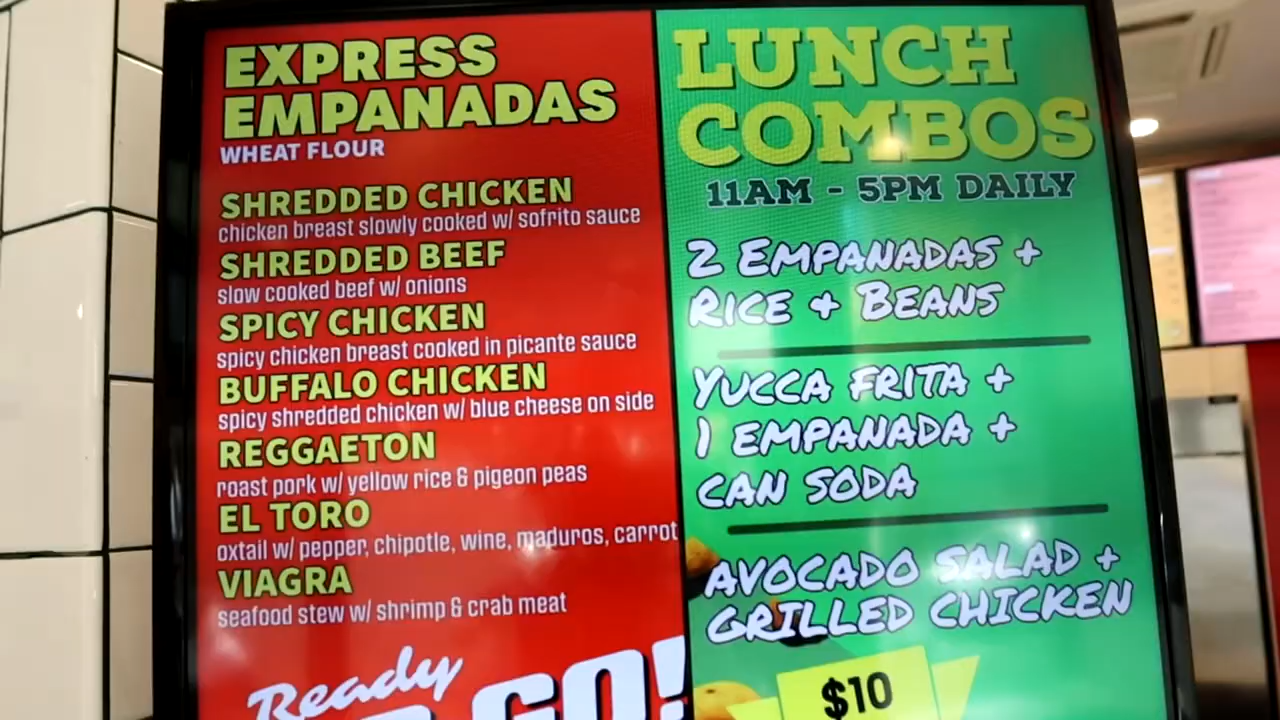 EXPRESS
EMPANADAS
WHEAT FLOUR
SHREDDED CHICKEN
chicken breast slowly cooked w/ sofrito sauce
SHREDDED BEEF
slow cooked beef w/ onions
SPICY CHICKEN
spicy chicken breast cooked in picante sauce
BUFFALO CHICKEN
spicy shredded chicken w/ blue cheese on side
REGGAETON
roast pork w/ yellow rice & pigeon peas
EL TORO
oxtail w/ pepper, chipotle, wine, maduros, carrot
VIAGRA
seafood stew w/ shrimp & crab meat
Ready
GO!
LUNCH
COMBOS
11AM - 5PM DAILY
2 EMPANADAS +
RICE + BEANS
YUCCA FRITA +
1 EMPANADA +
CAN SODA
AVOCADO SALAD +
GRILLED CHICKEN
$10